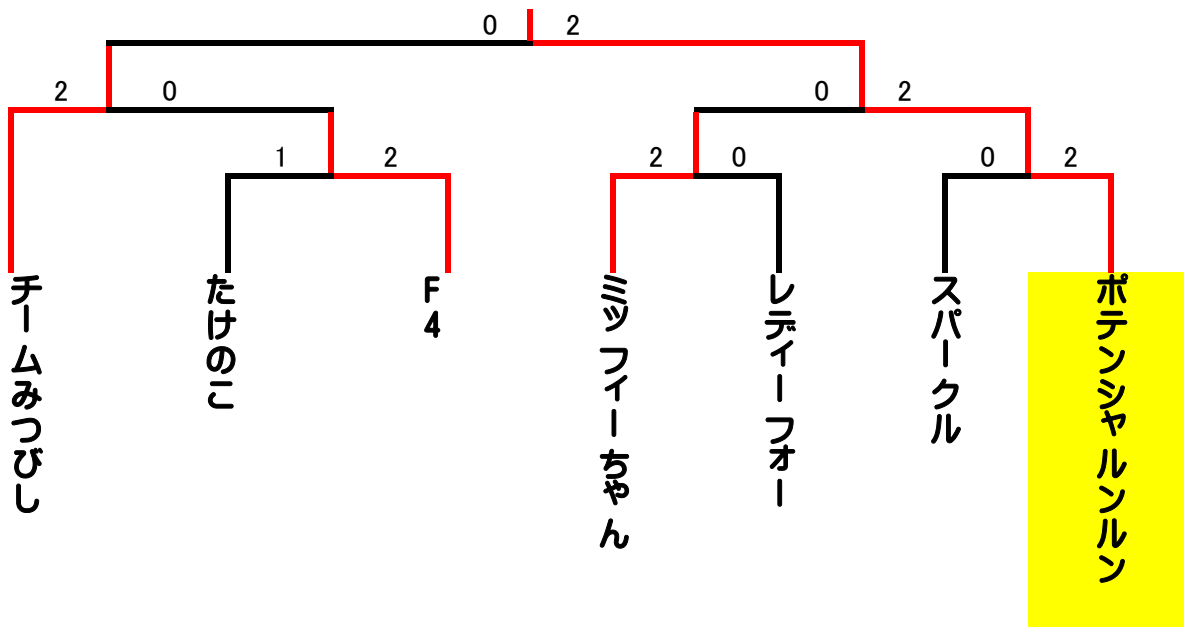 0 2
2 0
0 2
1 2
2 0
0 2
チームみつびし
たけのこ
F4
ミッフィーちゃん
レディーフォー
スパークル
ポテンシャルンルン